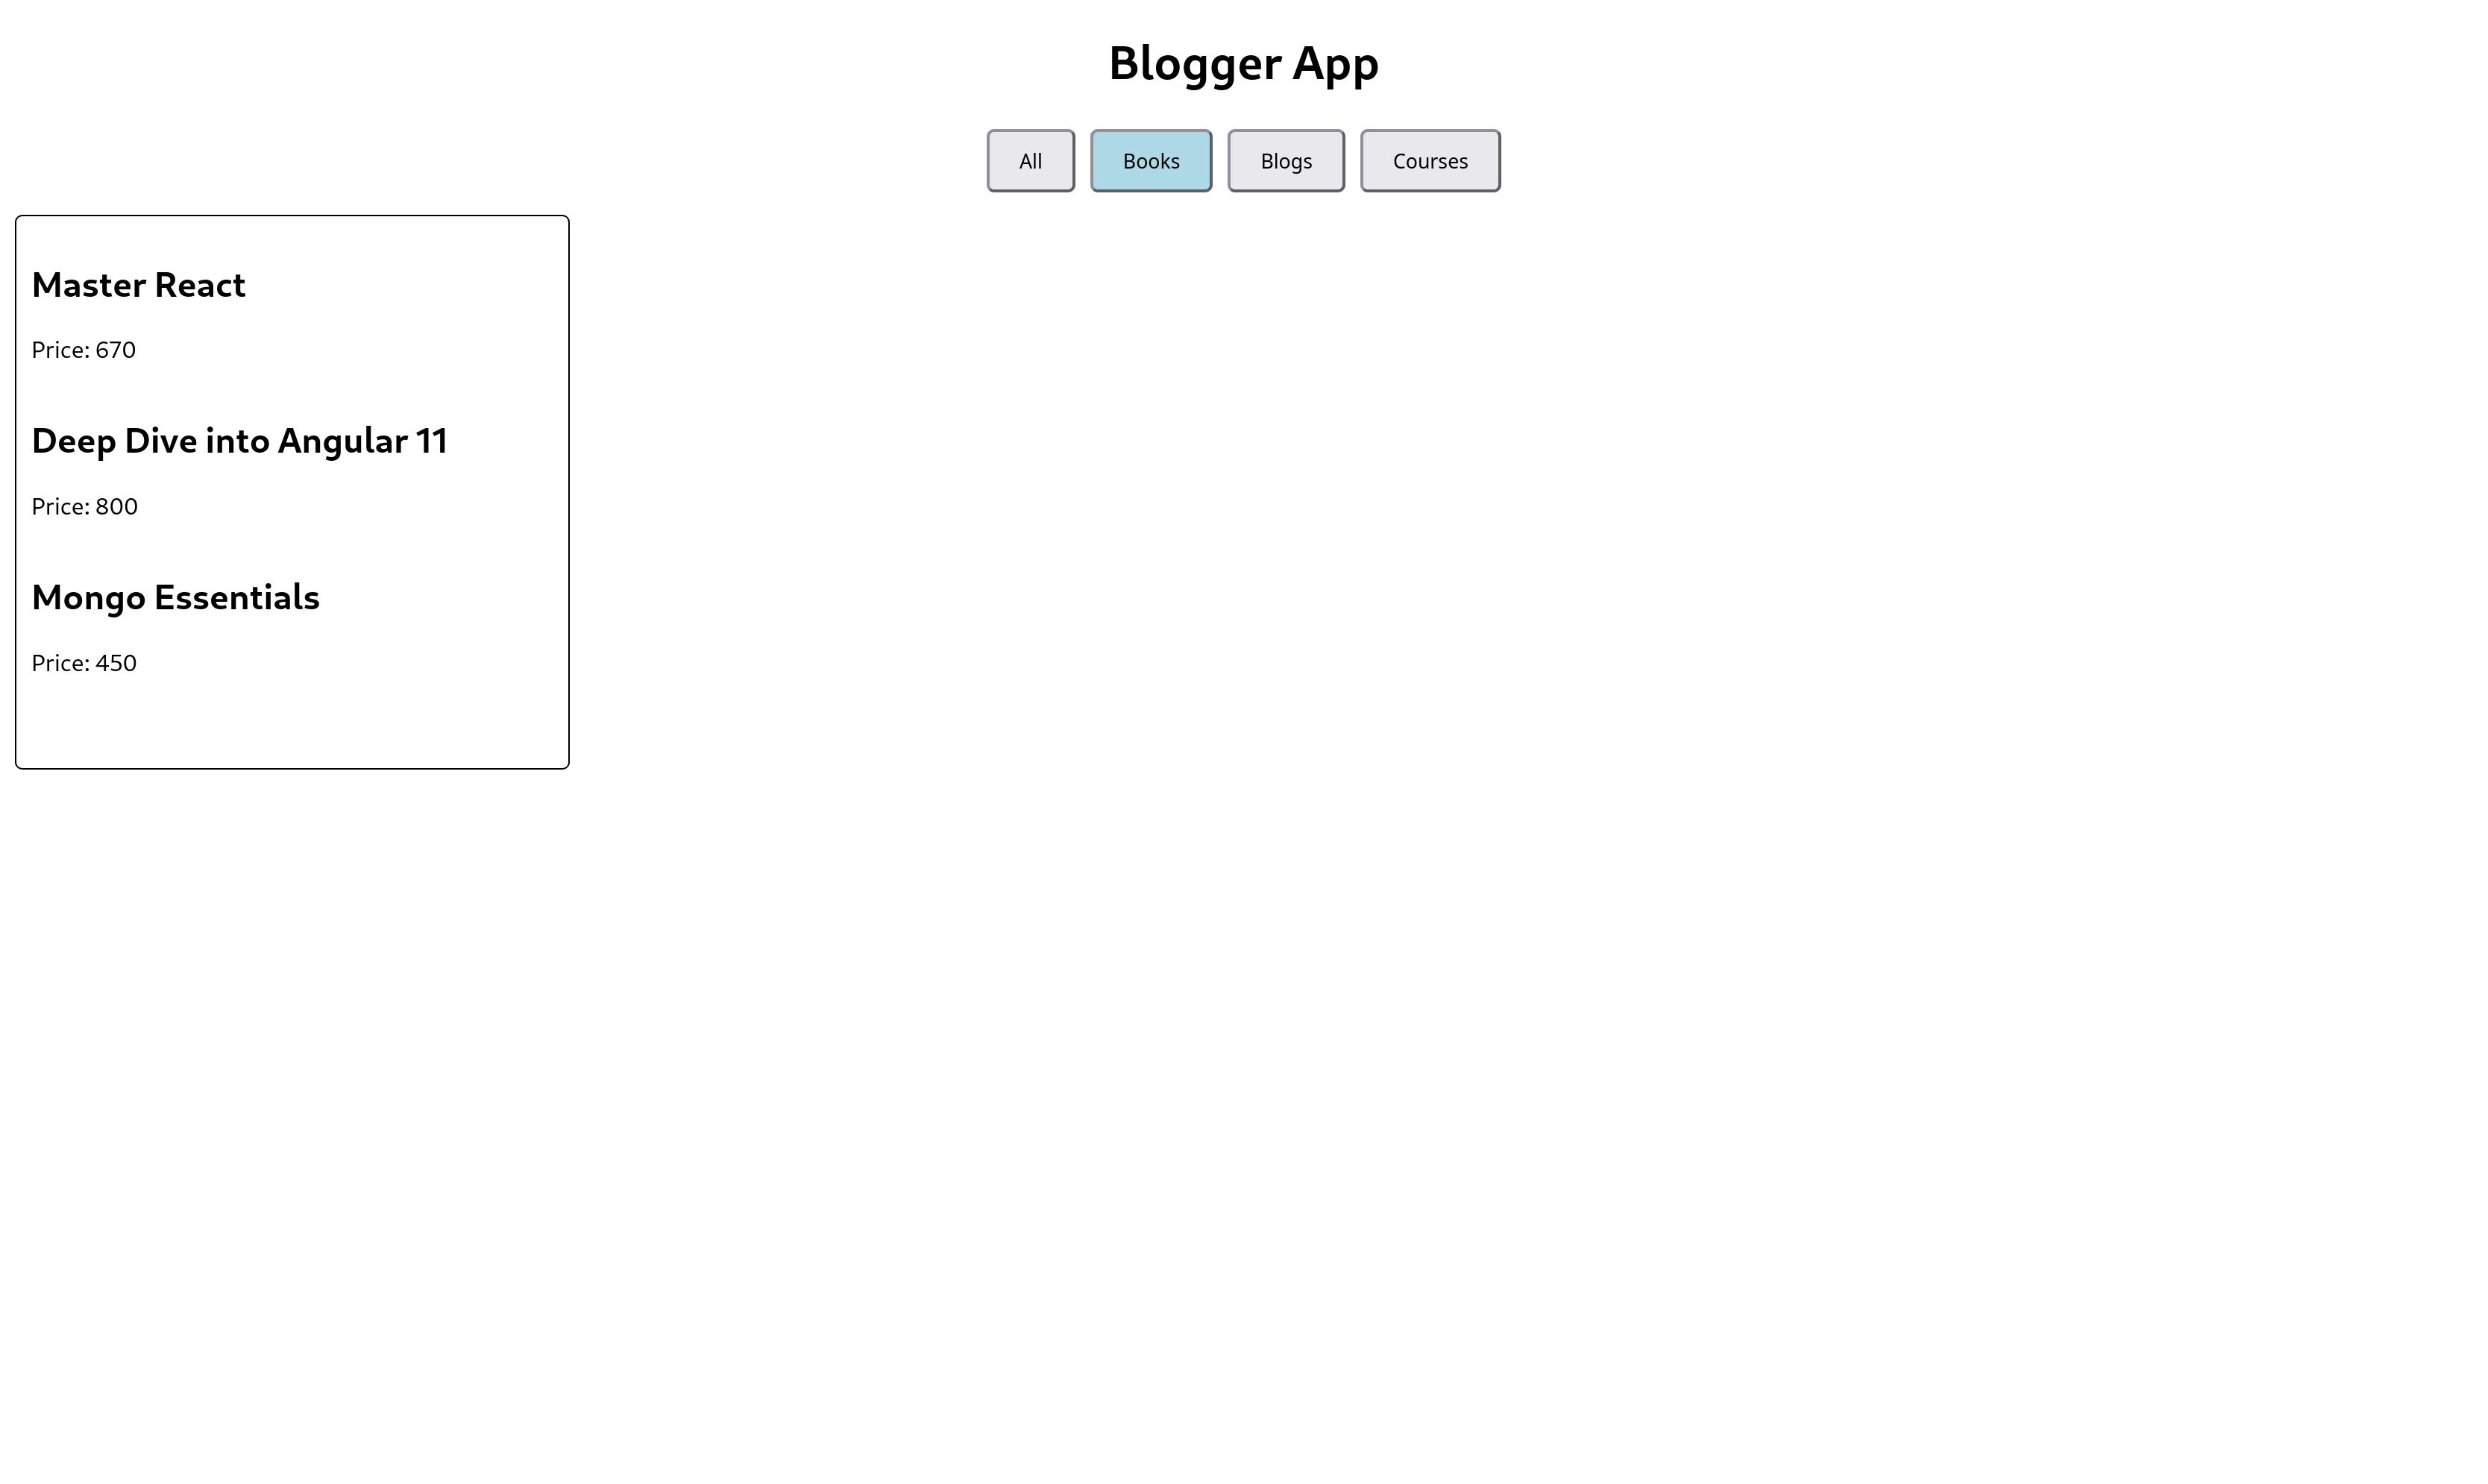 Blogger App
All Books Blogs Courses
Master React
Price: 670
Deep Dive into Angular 11
Price: 800
Mongo Essentials
Price: 450